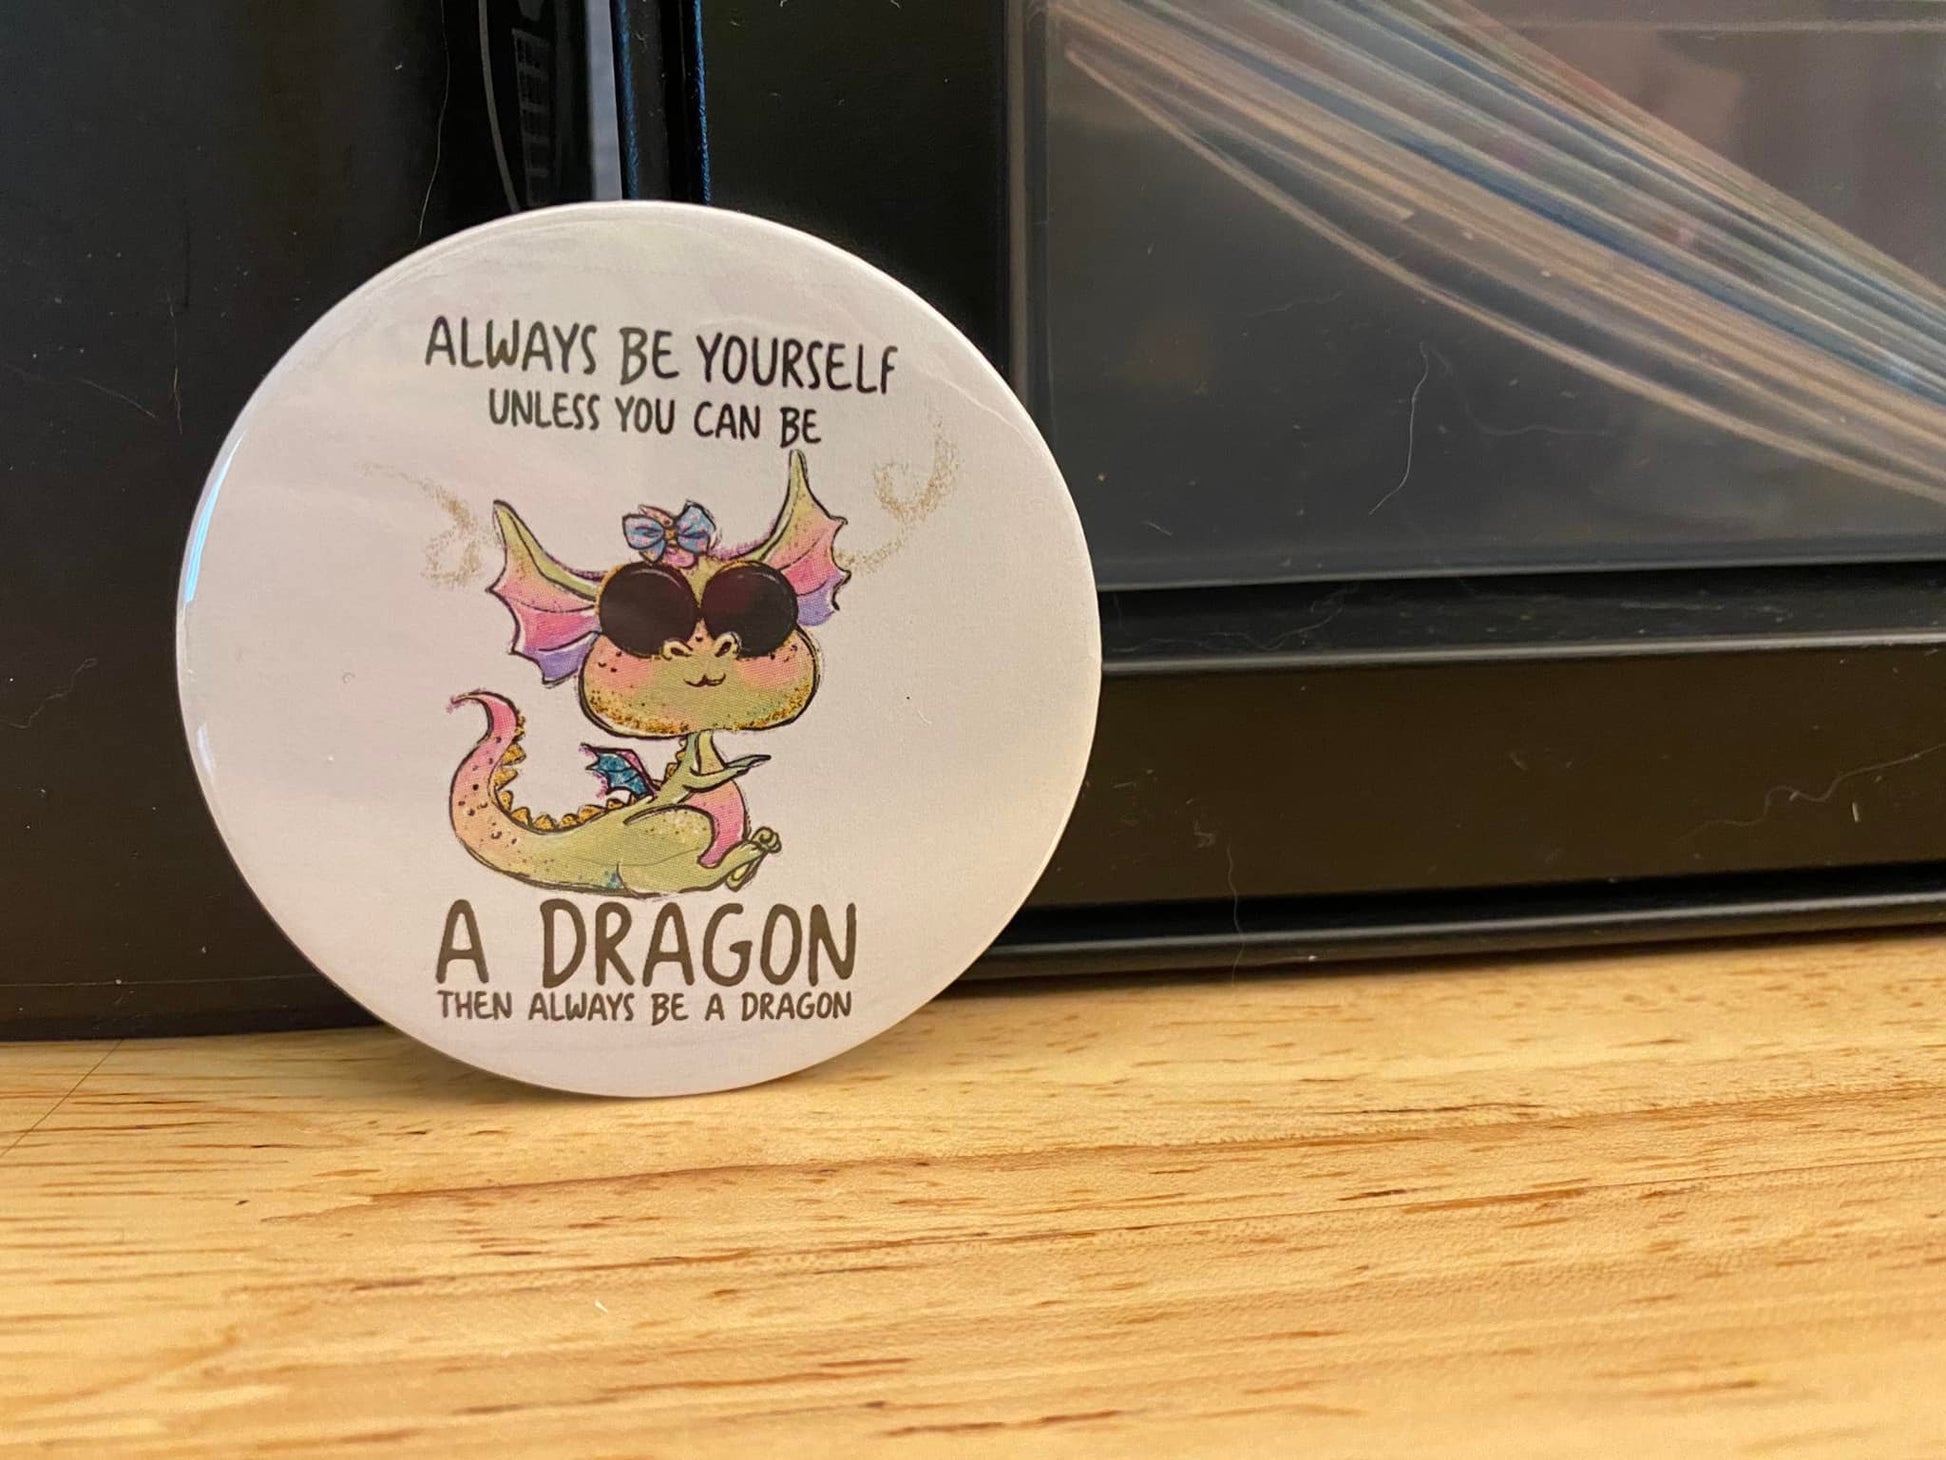 ALWAYS BE YOURSELF
UNLESS YOU CAN BE
A DRAGON
THEN ALWAYS BE A DRAGON